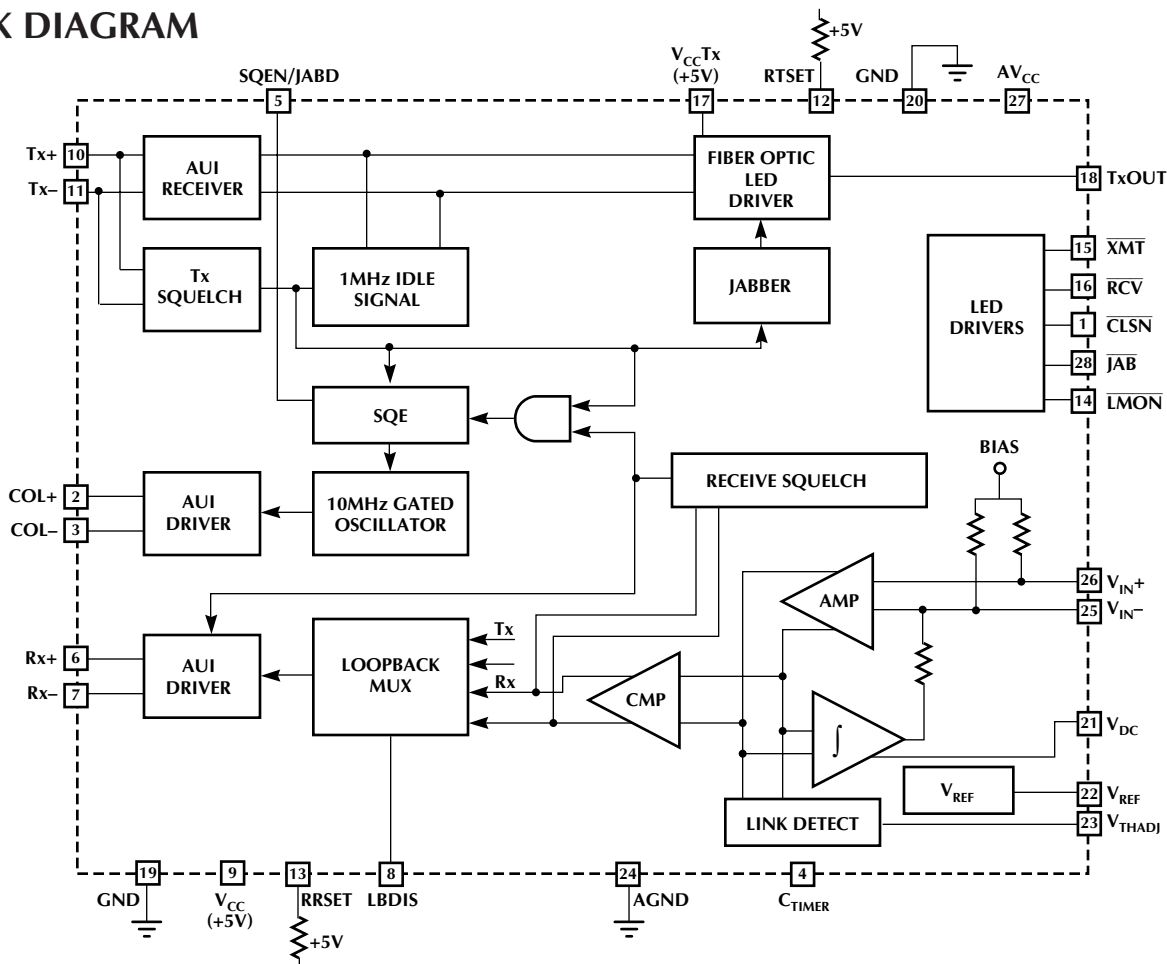 K DIAGRAM
+5V
SQEN/JABD
VCCTx
(+5V)
RTSET
GND
AVCC
5
17
12
20
27
Tx+
10
Tx–
11
AUI
RECEIVER
FIBER OPTIC
LED
DRIVER
18
TxOUT
Tx
SQUELCH
1MHz IDLE
SIGNAL
JABBER
LED
DRIVERS
15
XMT
16
RCV
1
CLSN
28
JAB
14
LMON
SQE
BIAS
COL+
2
COL–
3
AUI
DRIVER
10MHz GATED
OSCILLATOR
RECEIVE SQUELCH
AMP
26
VIN+
25
VIN–
Rx+
6
Rx–
7
AUI
DRIVER
LOOPBACK
MUX
Tx
Rx
CMP
∫
21
VDC
VREF
22
VREF
LINK DETECT
23
VTHADJ
19
9
13
8
24
4
GND
VCC
(+5V)
RRSET
LBDIS
AGND
CTIMER
+5V